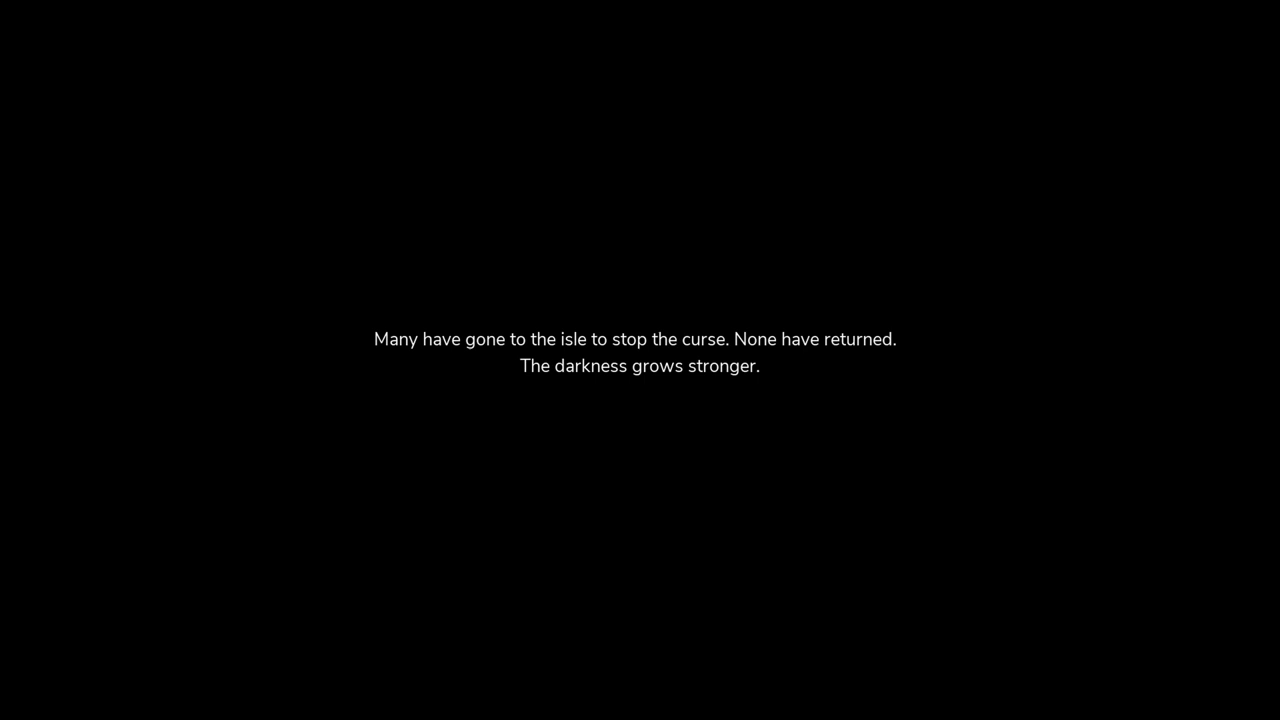 Many have gone to the isle to stop the curse. None have returned.
The darkness grows stronger.